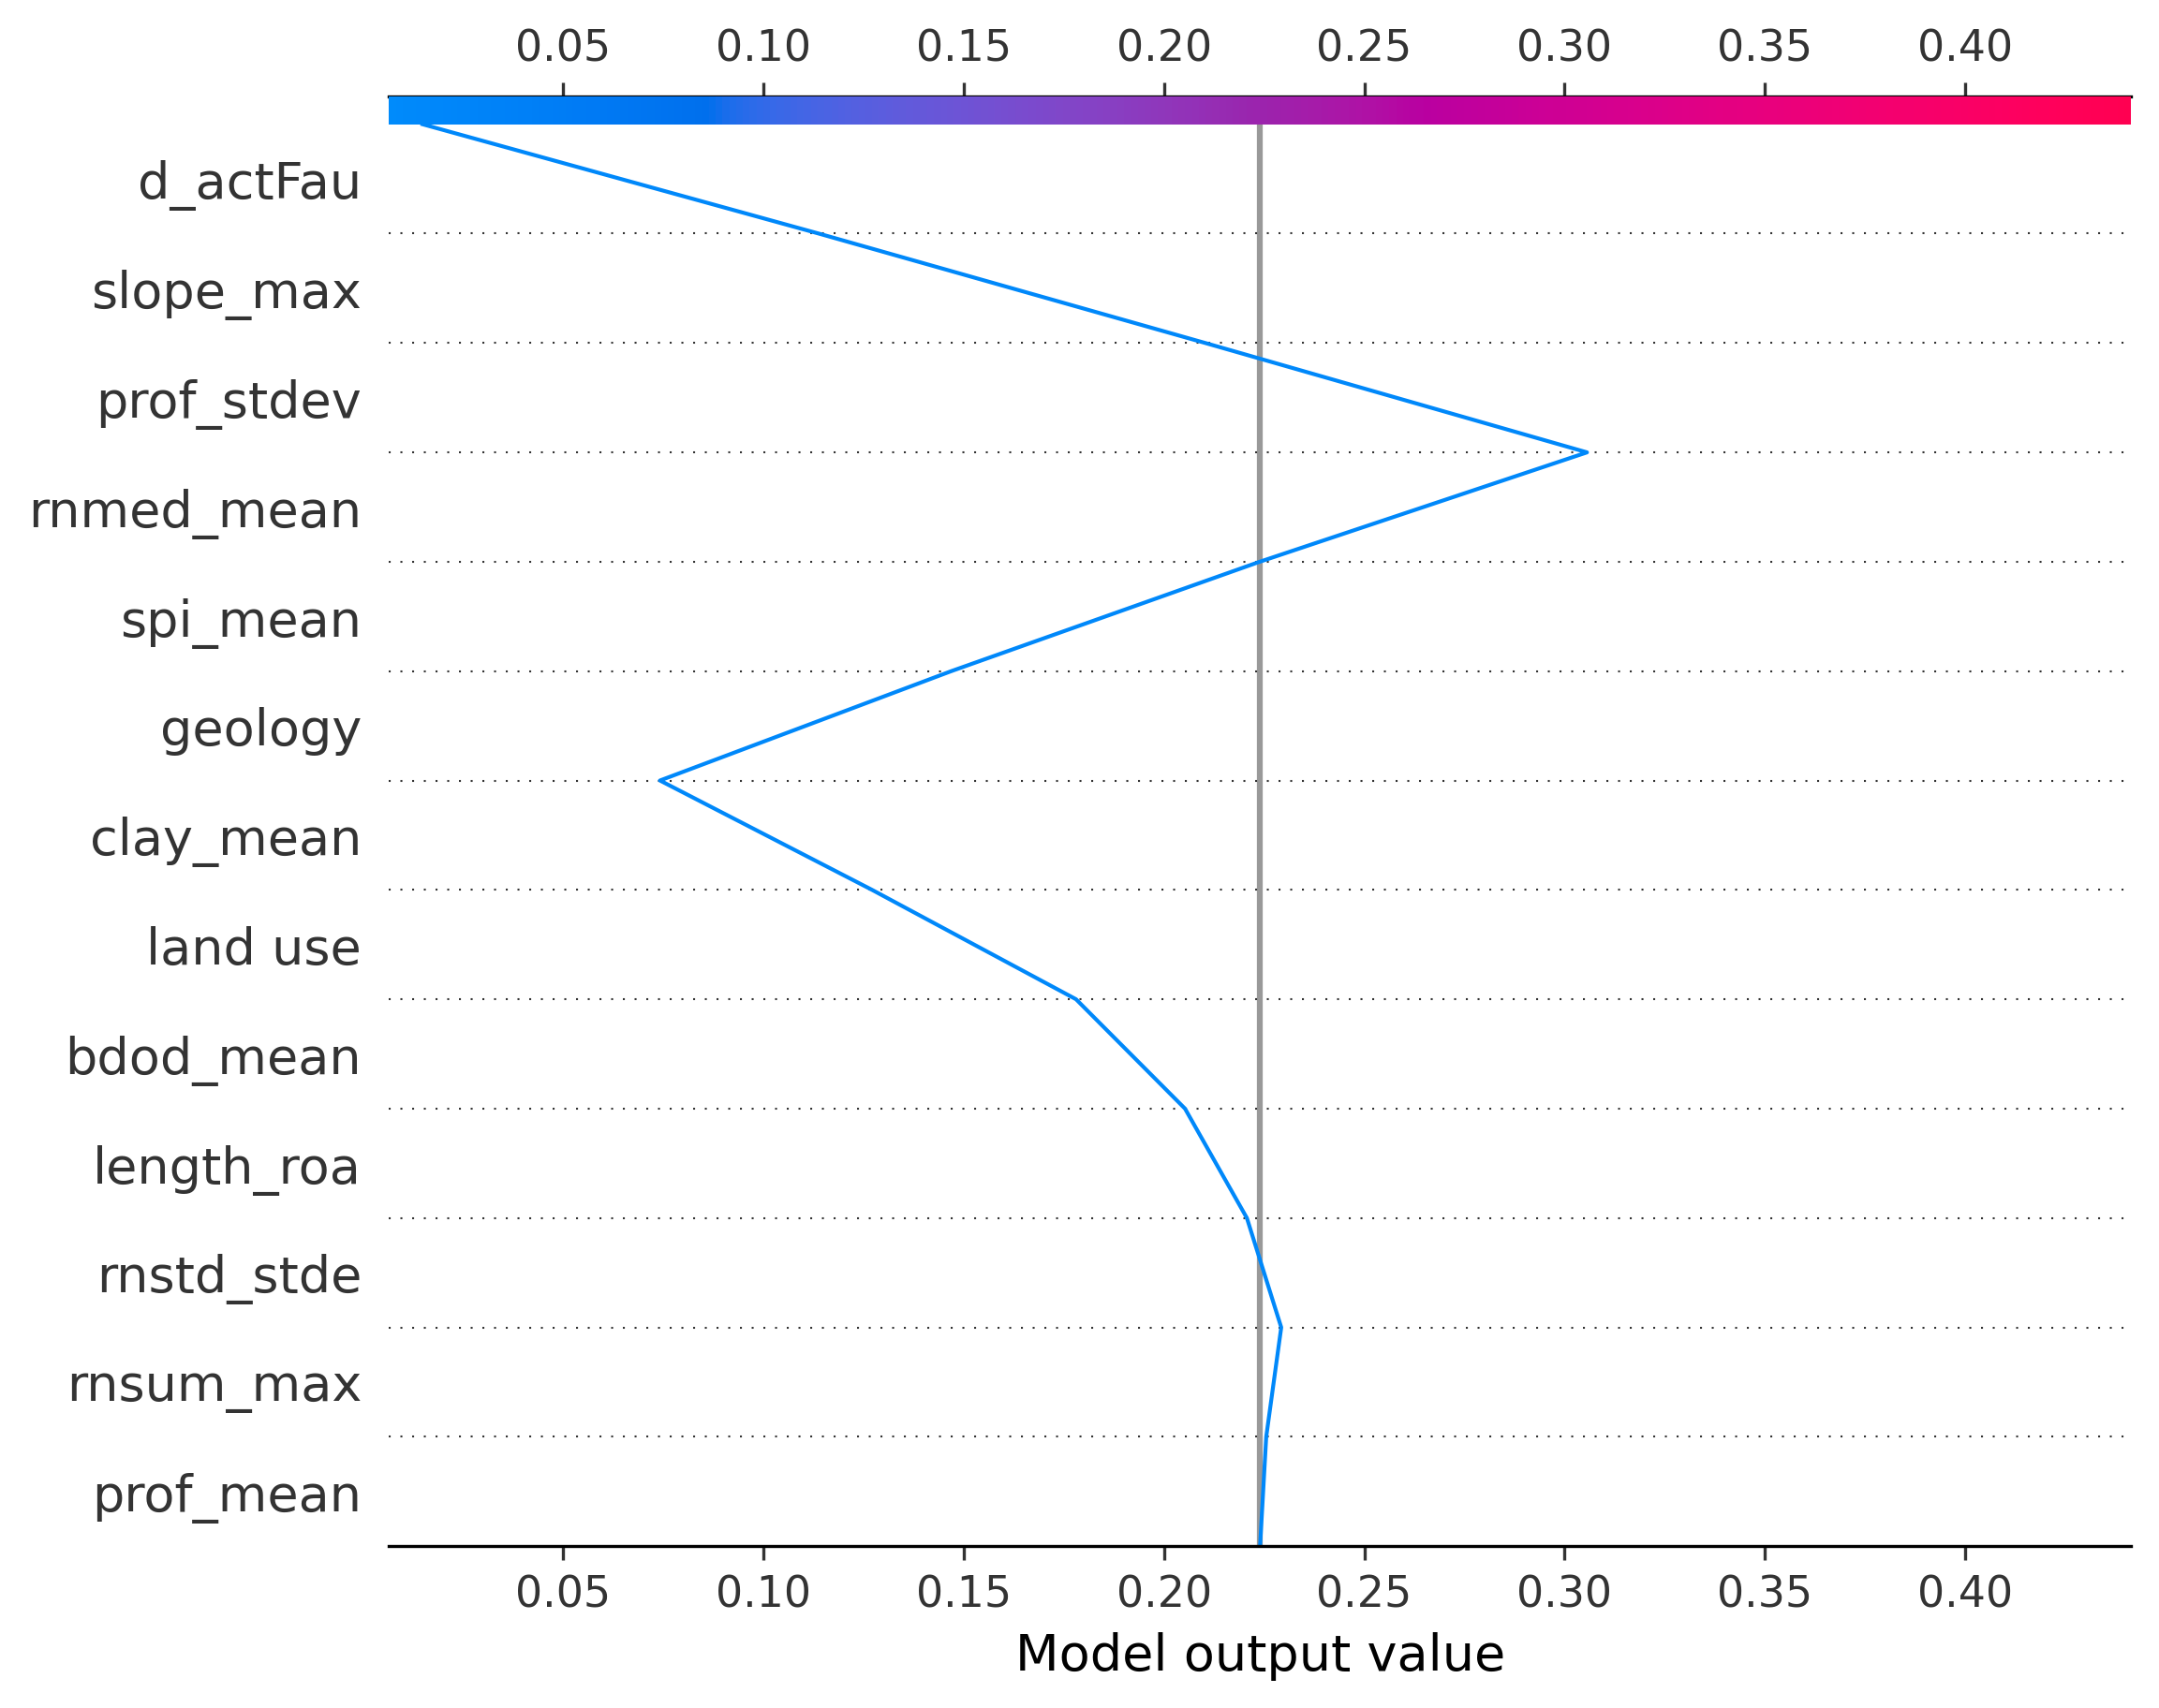 0.05 0.10 0.15 0.20 0.25 0.30 0.35 0.40
d_actFau
slope_max
prof_stdev
rnmed_mean
spi_mean
geology
clay_mean
land use
bdod_mean
length_roa
rnstd_stde
rnsum_max
prof_mean
0.05 0.10 0.15 0.20 0.25 0.30 0.35 0.40
Model output value